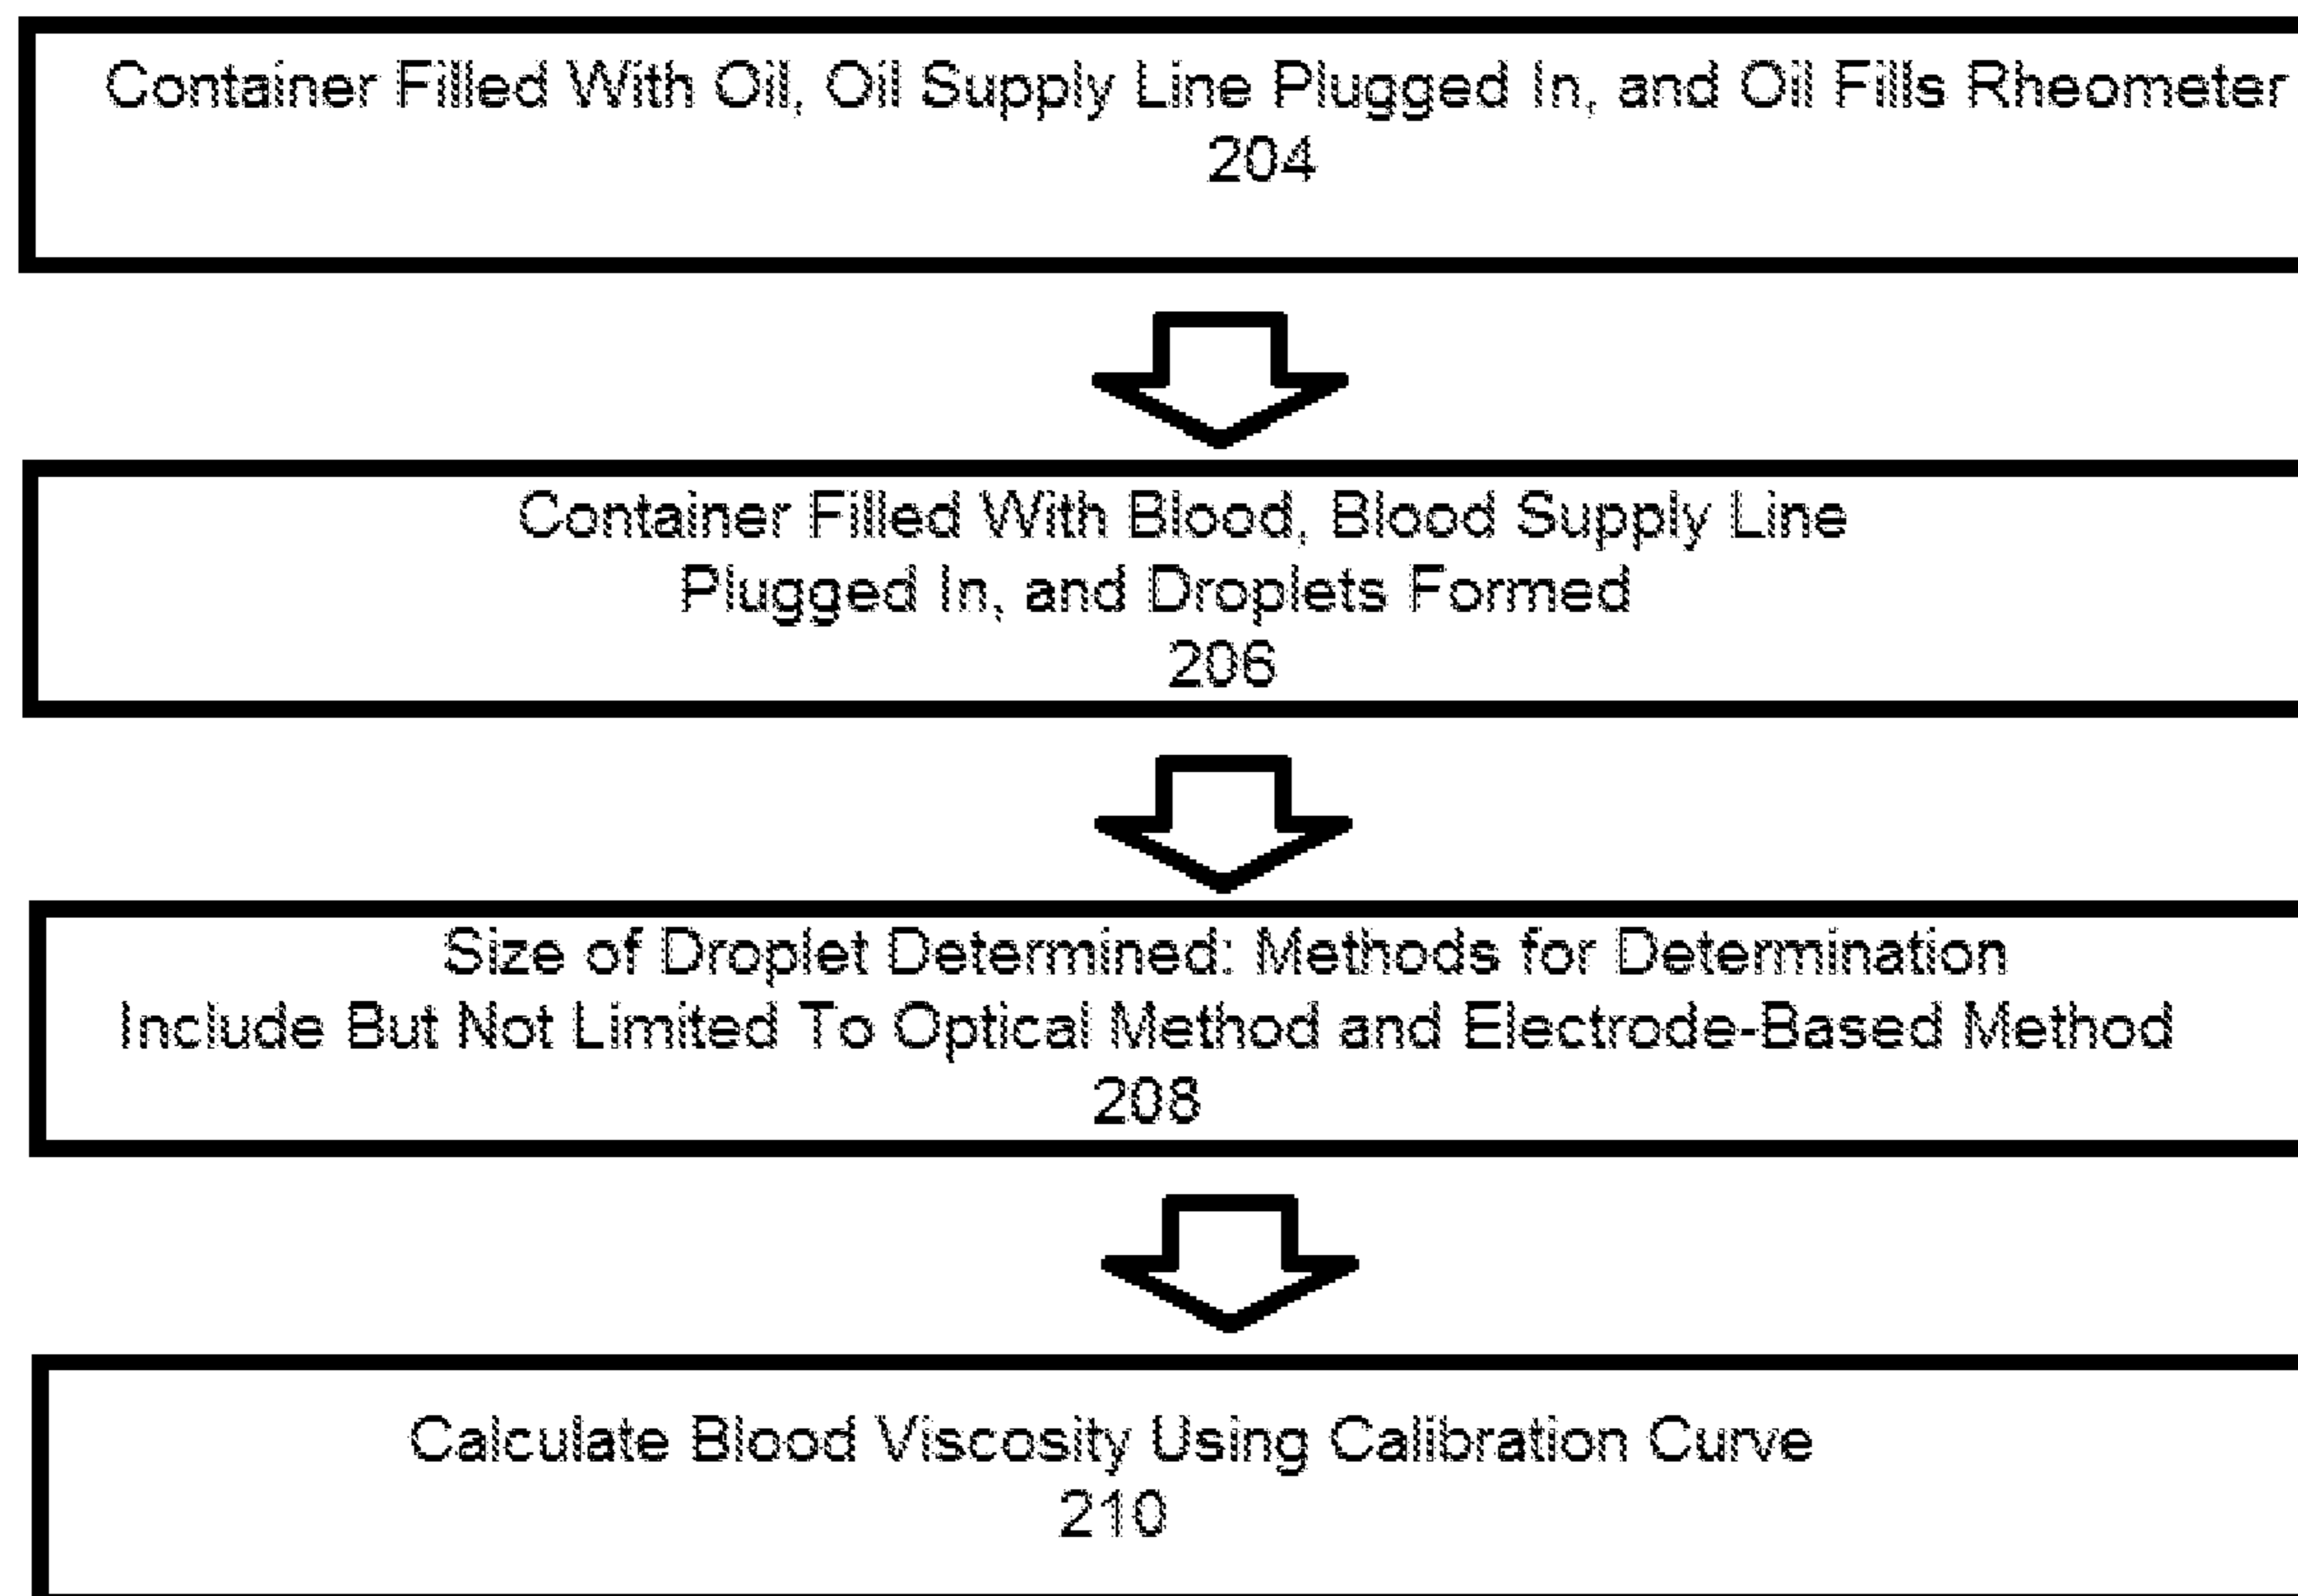 Container Filled With Oil, Oil Supply Line Plugged In, and Oil Fills Rheometer
204
Container Filled With Blood, Blood Supply Line
Plugged In, and Droplets Formed
206
Size of Droplet Determined: Methods for Determination
Include But Not Limited To Optical Method and Electrode-Based Method
208
Calculate Blood Viscosity Using Calibration Curve
210